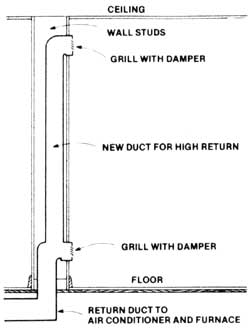 CEILING
WALL STUDS
GRILL WITH DAMPER
NEW DUCT FOR HIGH RETURN
GRILL WITH DAMPER
FLOOR
RETURN DUCT TO
AIR CONDITIONER AND FURNACE